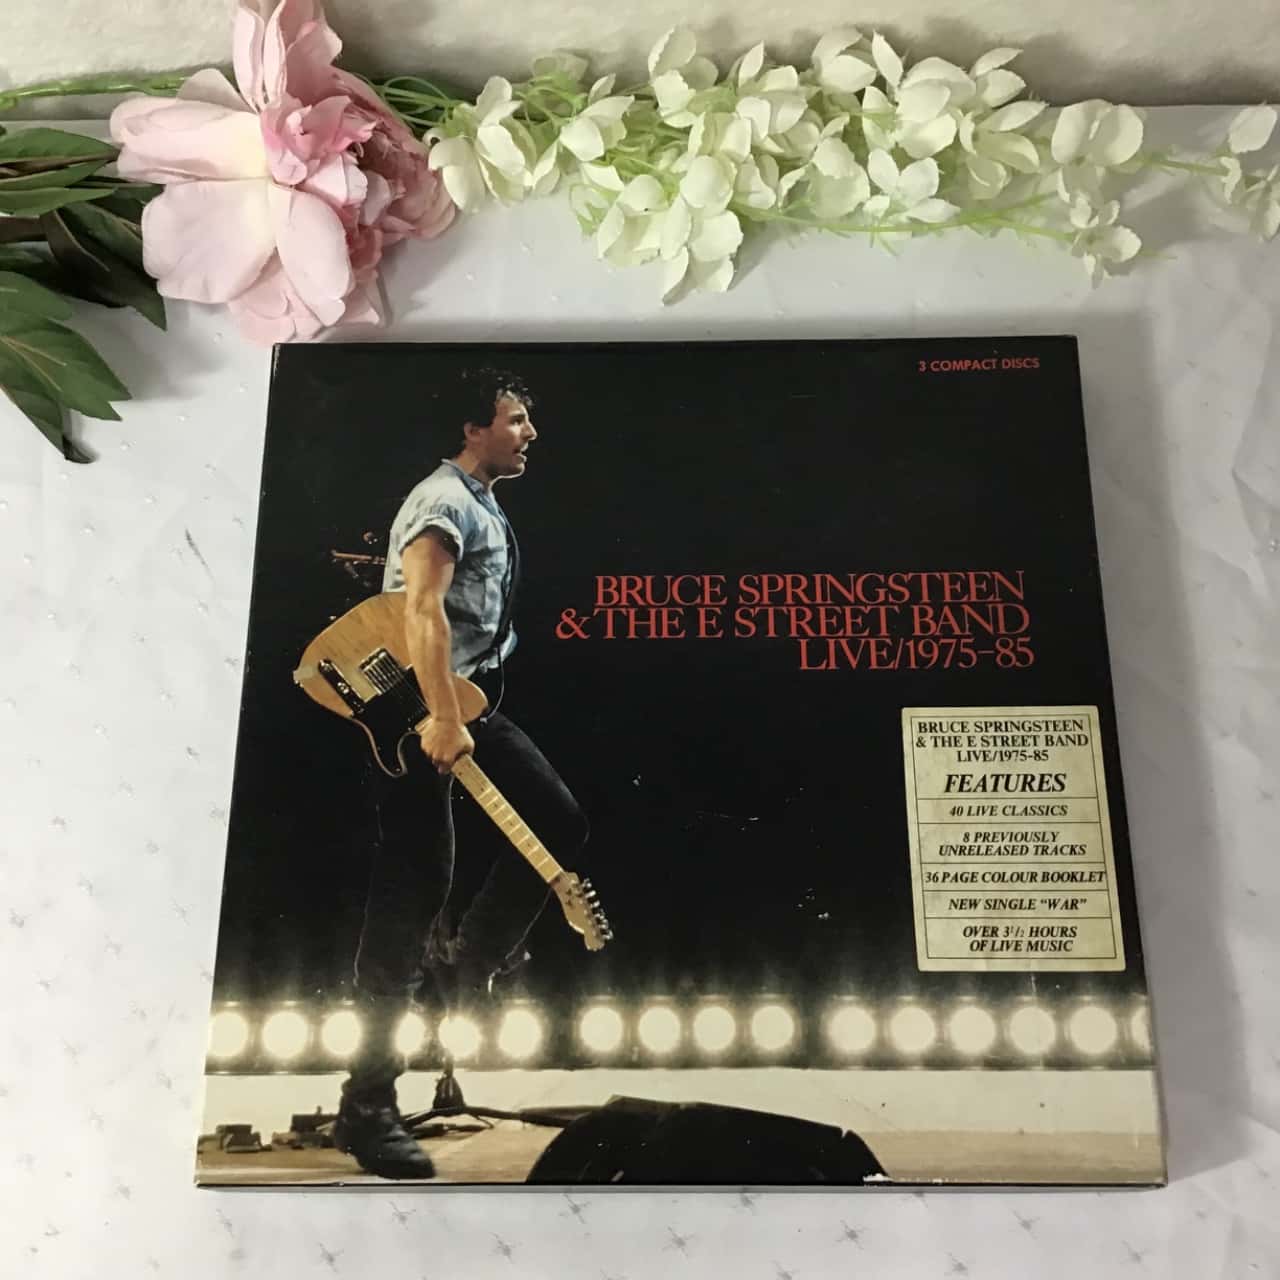 3 COMPACT DISCS
BRUCE SPRINGSTEEN
& THE E STREET BAND
LIVE/1975–85
BRUCE SPRINGSTEEN
& THE E STREET BAND
LIVE/1975-85
FEATURES
40 LIVE CLASSICS
8 PREVIOUSLY
UNRELEASED TRACKS
36 PAGE COLOUR BOOKLET
NEW SINGLE “WAR”
OVER 3 1/2 HOURS
OF LIVE MUSIC